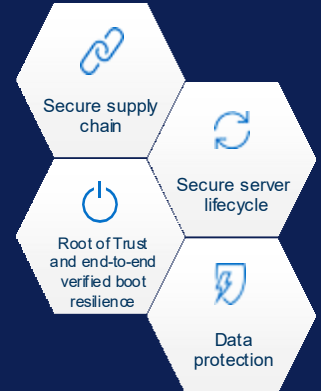 Secure supply
chain
Secure server
lifecycle
Root of Trust
and end-to-end
verified boot
resilience
Data
protection